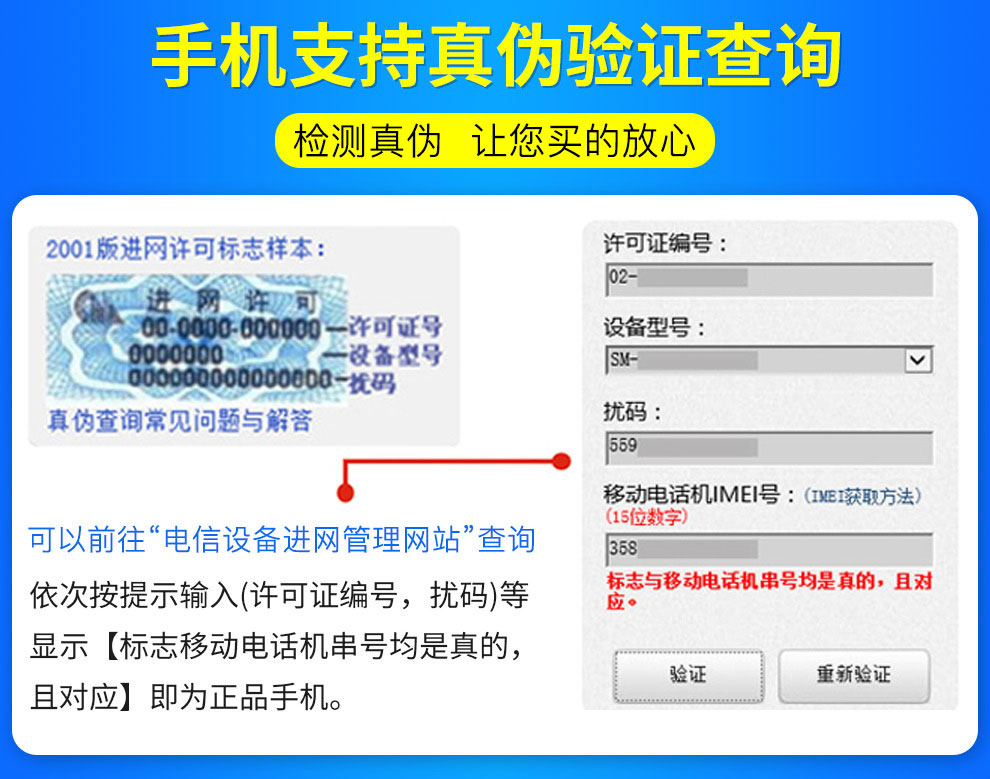 手机支持真伪验证查询
检测真伪 让您买的放心
2001版进网许可标志样本：
进网许可
00-0000-000000
许可证号
0000000
设备型号
000000000000000
扰码
真伪查询常见问题与解答
可以前往“电信设备进网管理网站”查询
依次按提示输入(许可证编号，扰码)等
显示【标志移动电话机串号均是真的，
且对应】即为正品手机。
许可证编号：
02-
设备型号：
SM-
扰码：
559
移动电话机IMEI号：(IMEI获取方法)
(15位数字)
358
标志与移动电话机串号均是真的，且对
应。
验证
重新验证